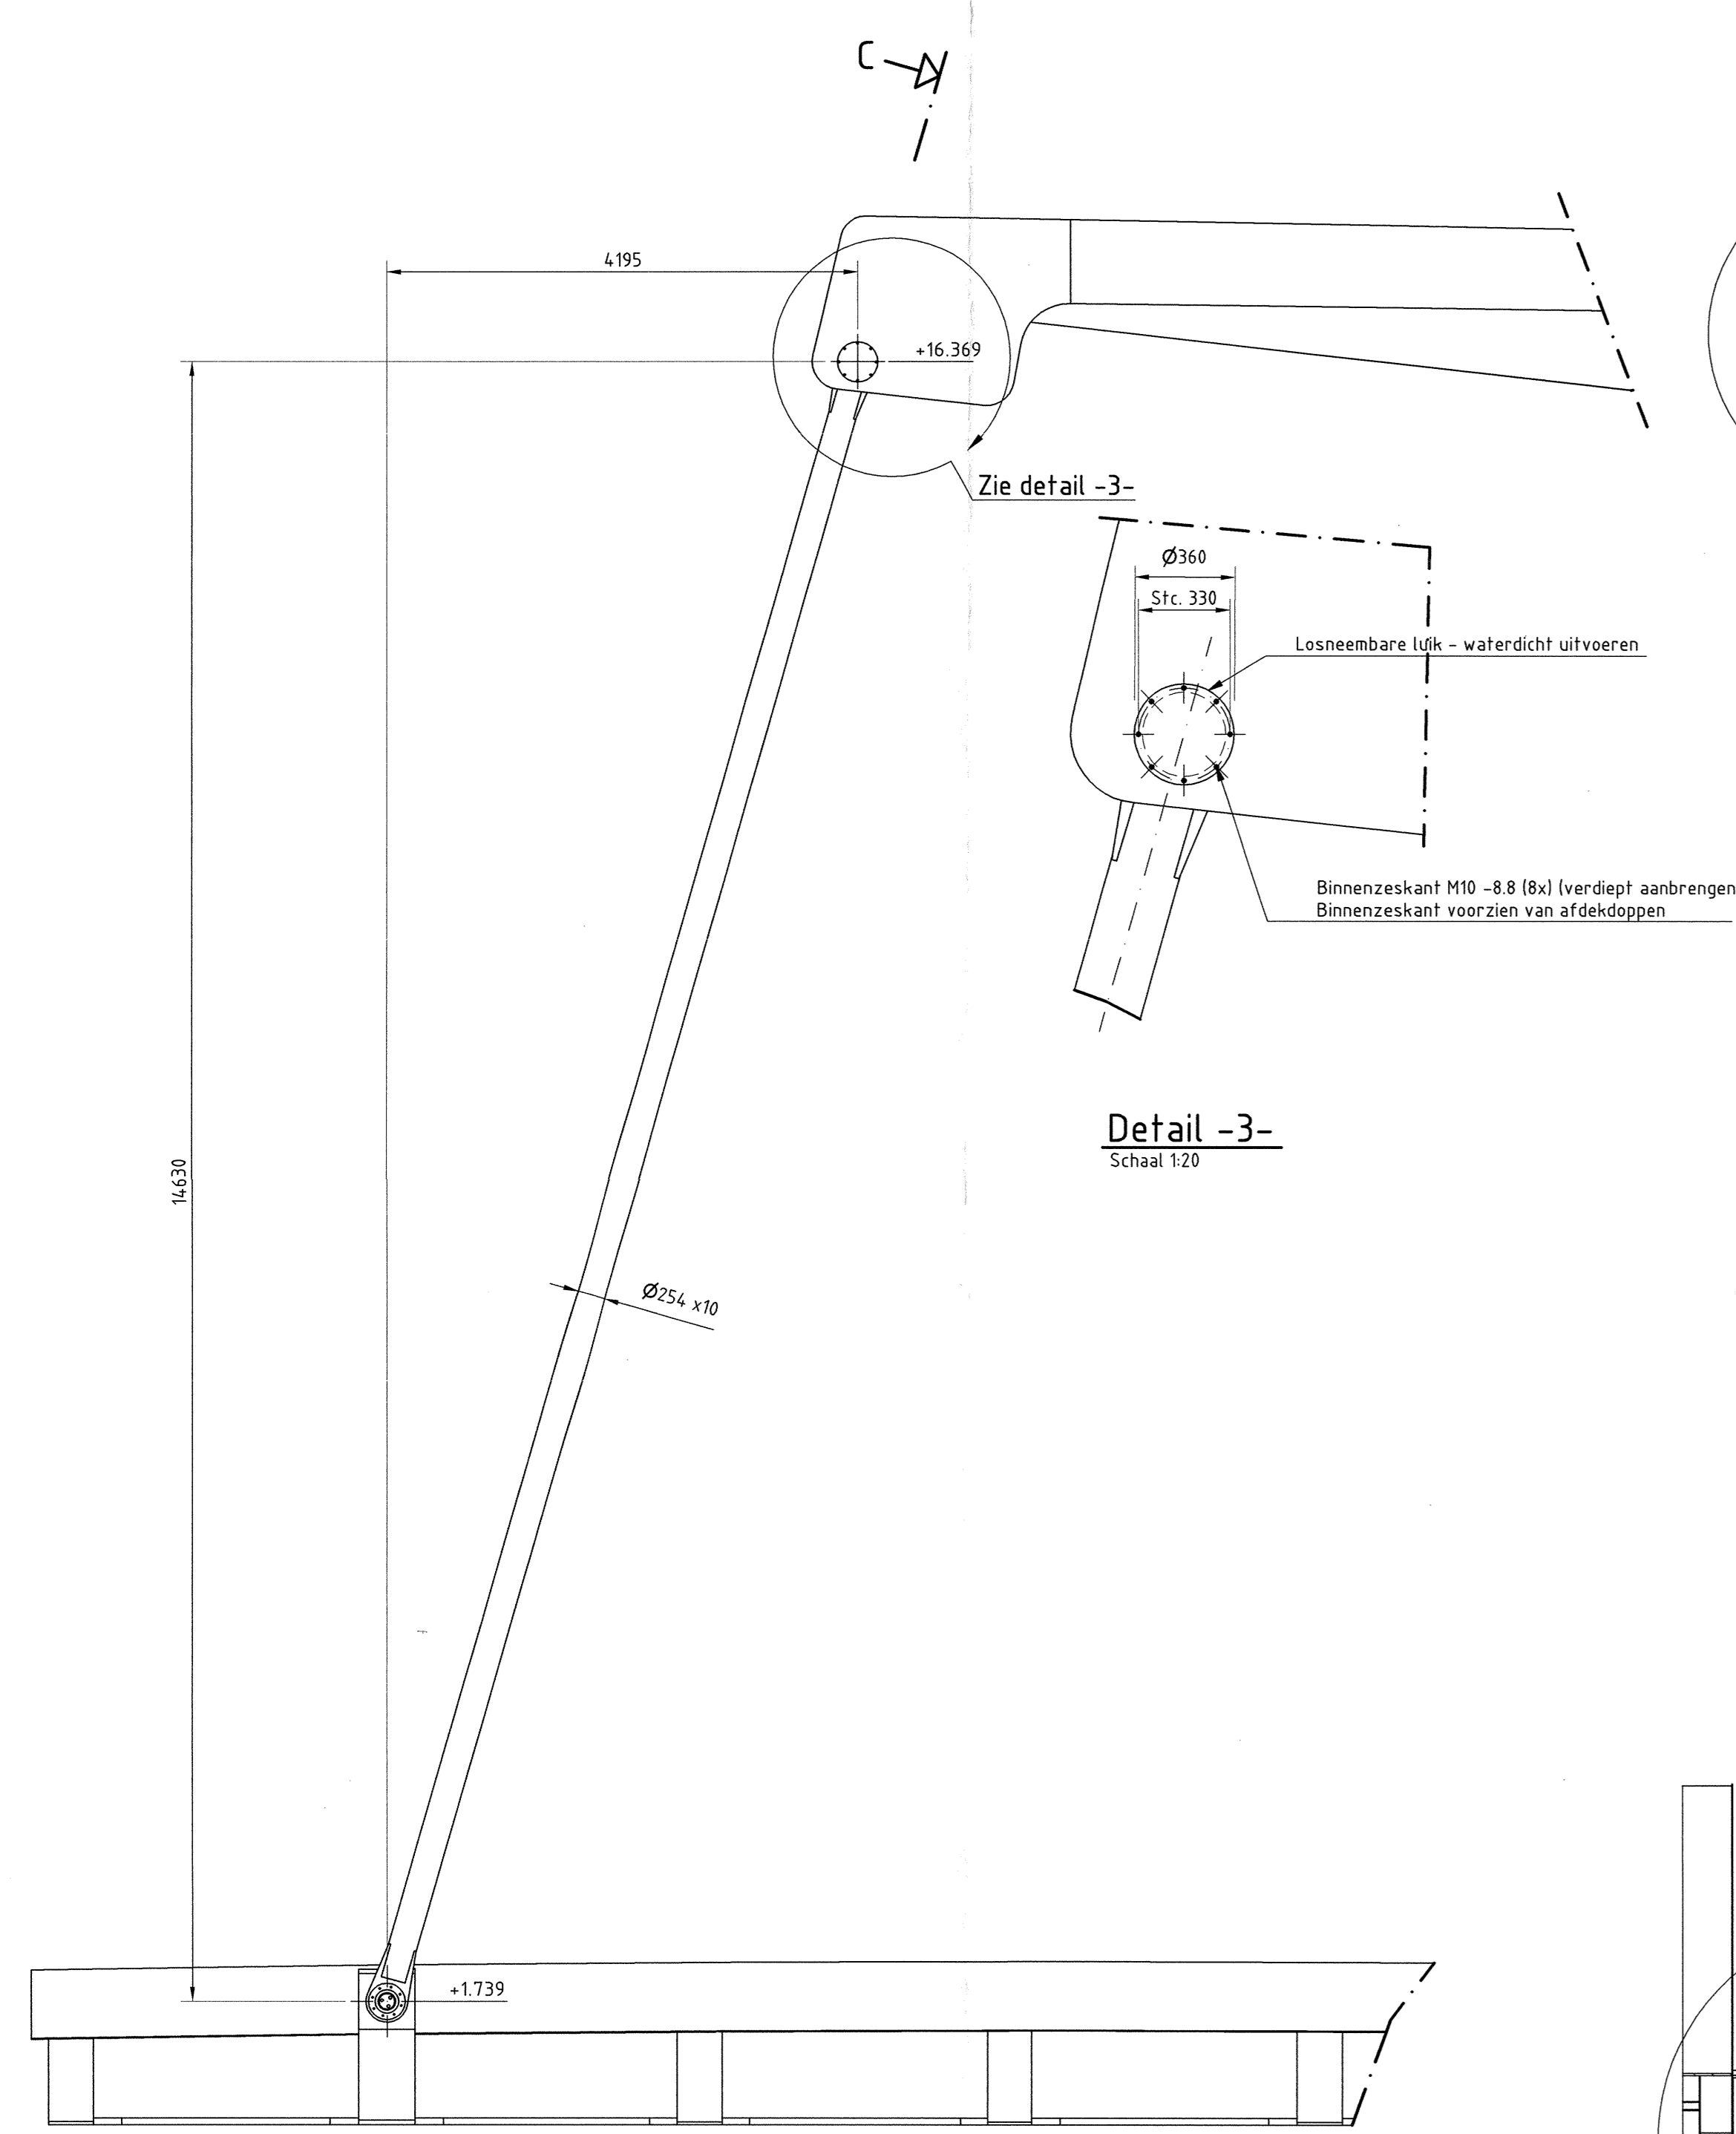 C
4195
+16.369
Zie detail -3-
Ø360
Stc. 330
Losneembare luik - waterdicht uitvoeren
Binnenzeskant M10 -8.8 (8x) (verdiept aanbrengen
Binnenzeskant voorzien van afdekdoppen
Detail -3-
Schaal 1:20
14630
Ø254 x10
+1.739